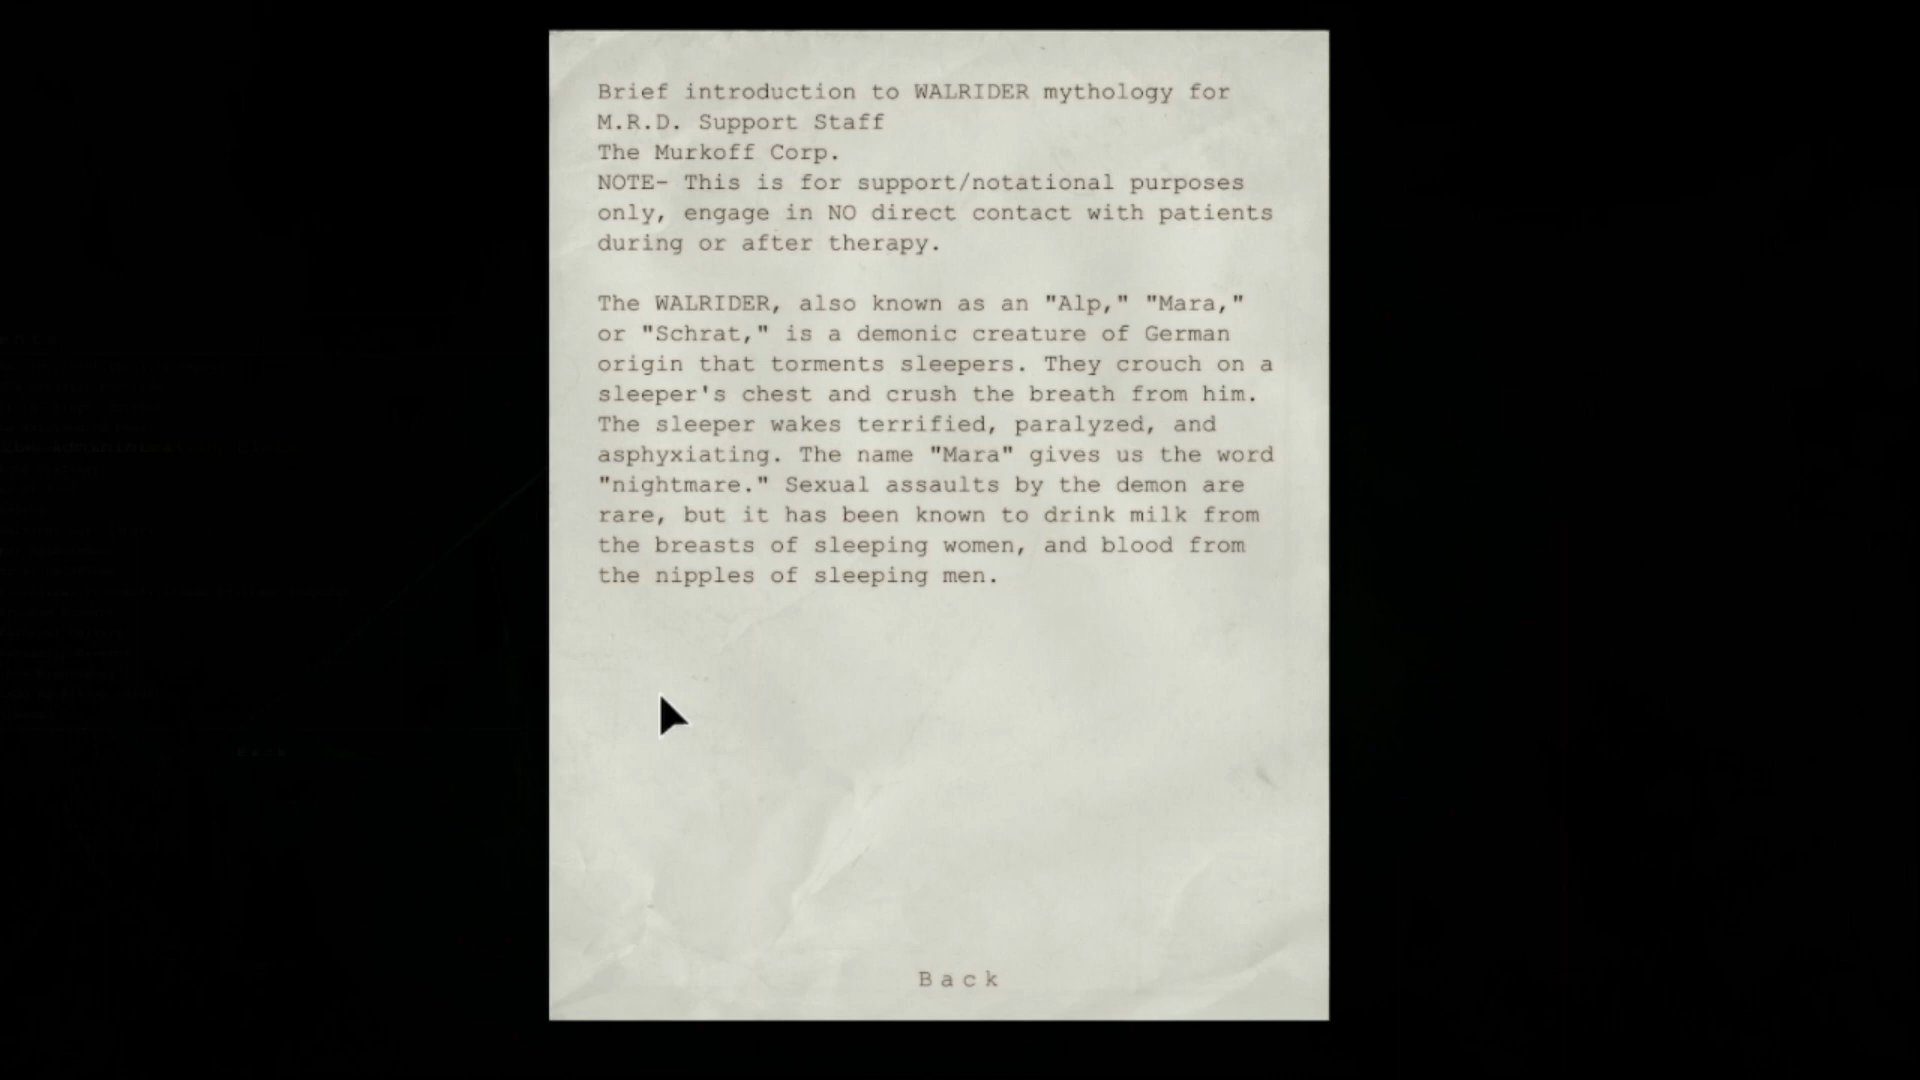 Brief introduction to WALRIDER mythology for
M.R.D. Support Staff
The Murkoff Corp.
NOTE- This is for support/notational purposes
only, engage in NO direct contact with patients
during or after therapy.
The WALRIDER, also known as an "Alp," "Mara,"
or "Schrat," is a demonic creature of German
origin that torments sleepers. They crouch on a
sleeper's chest and crush the breath from him.
The sleeper wakes terrified, paralyzed, and
asphyxiating. The name "Mara" gives us the word
"nightmare." Sexual assaults by the demon are
rare, but it has been known to drink milk from
the breasts of sleeping women, and blood from
the nipples of sleeping men.
Back